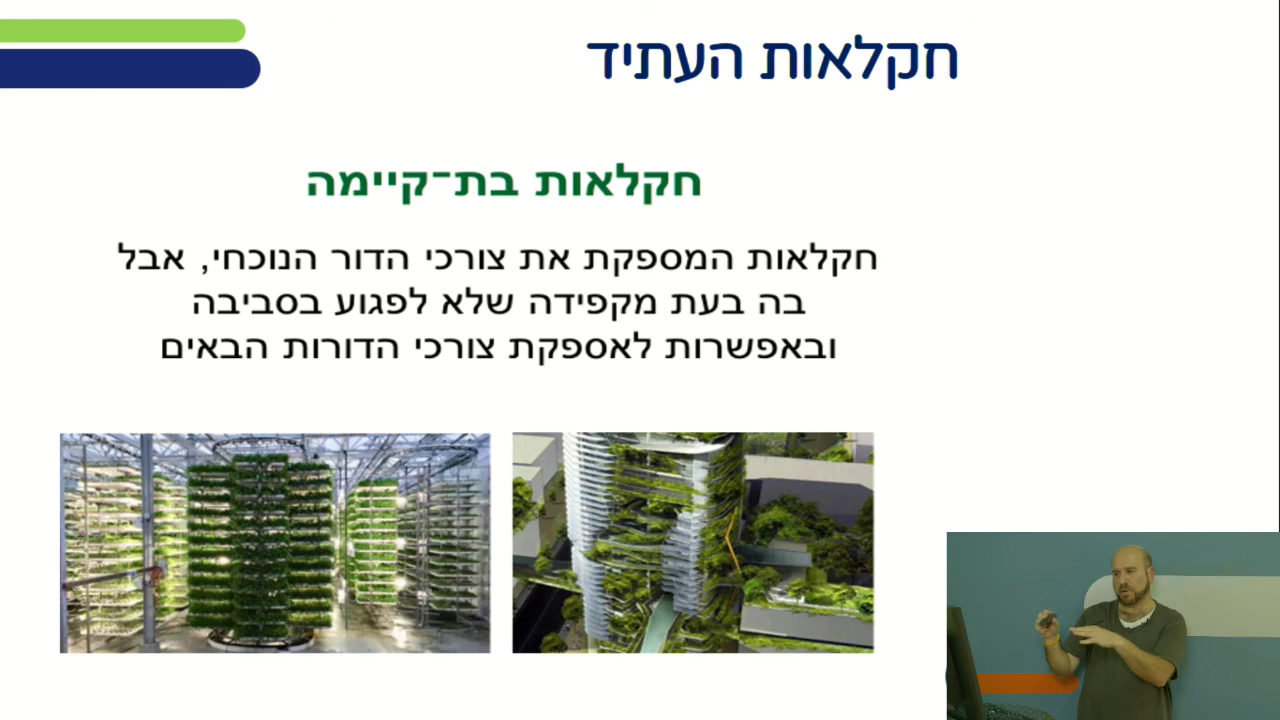 חקלאות העתיד
חקלאות בת־קיימה
חקלאות המספקת את צורכי הדור הנוכחי, אבל
בה בעת מקפידה שלא לפגוע בסביבה
ובאפשרות לאספקת צורכי הדורות הבאים